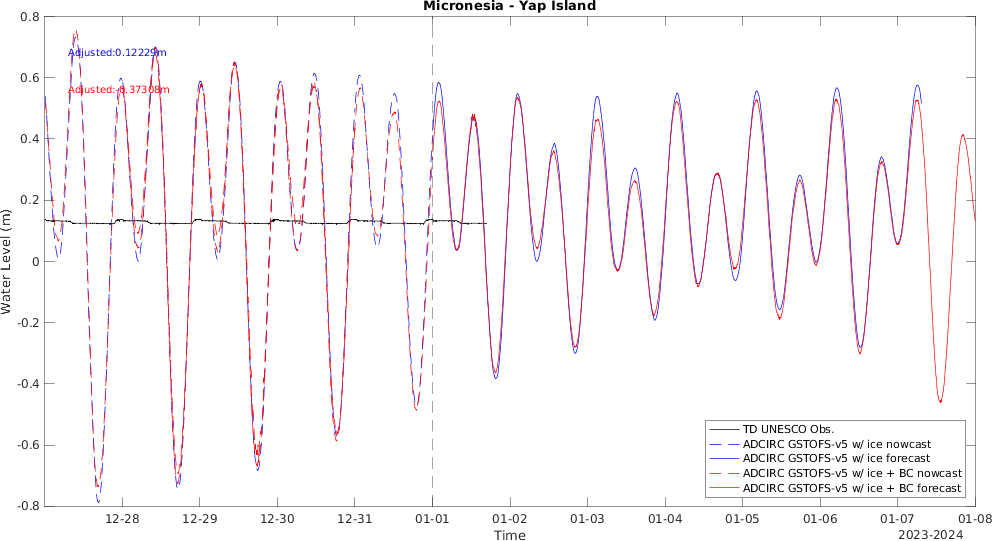 Micronesia - Yap Island
Water Level (m)
0.8
0.6
0.4
0.2
0
-0.2
-0.4
-0.6
-0.8
Adjusted:0.12229m
Adjusted:-0.37308m
TD UNESCO Obs.
ADCIRC GSTOFS-v5 w/ ice nowcast
ADCIRC GSTOFS-v5 w/ ice forecast
ADCIRC GSTOFS-v5 w/ ice + BC nowcast
ADCIRC GSTOFS-v5 w/ ice + BC forecast
12-28 12-29 12-30 12-31 01-01 01-02 01-03 01-04 01-05 01-06 01-07 01-08
Time
2023-2024